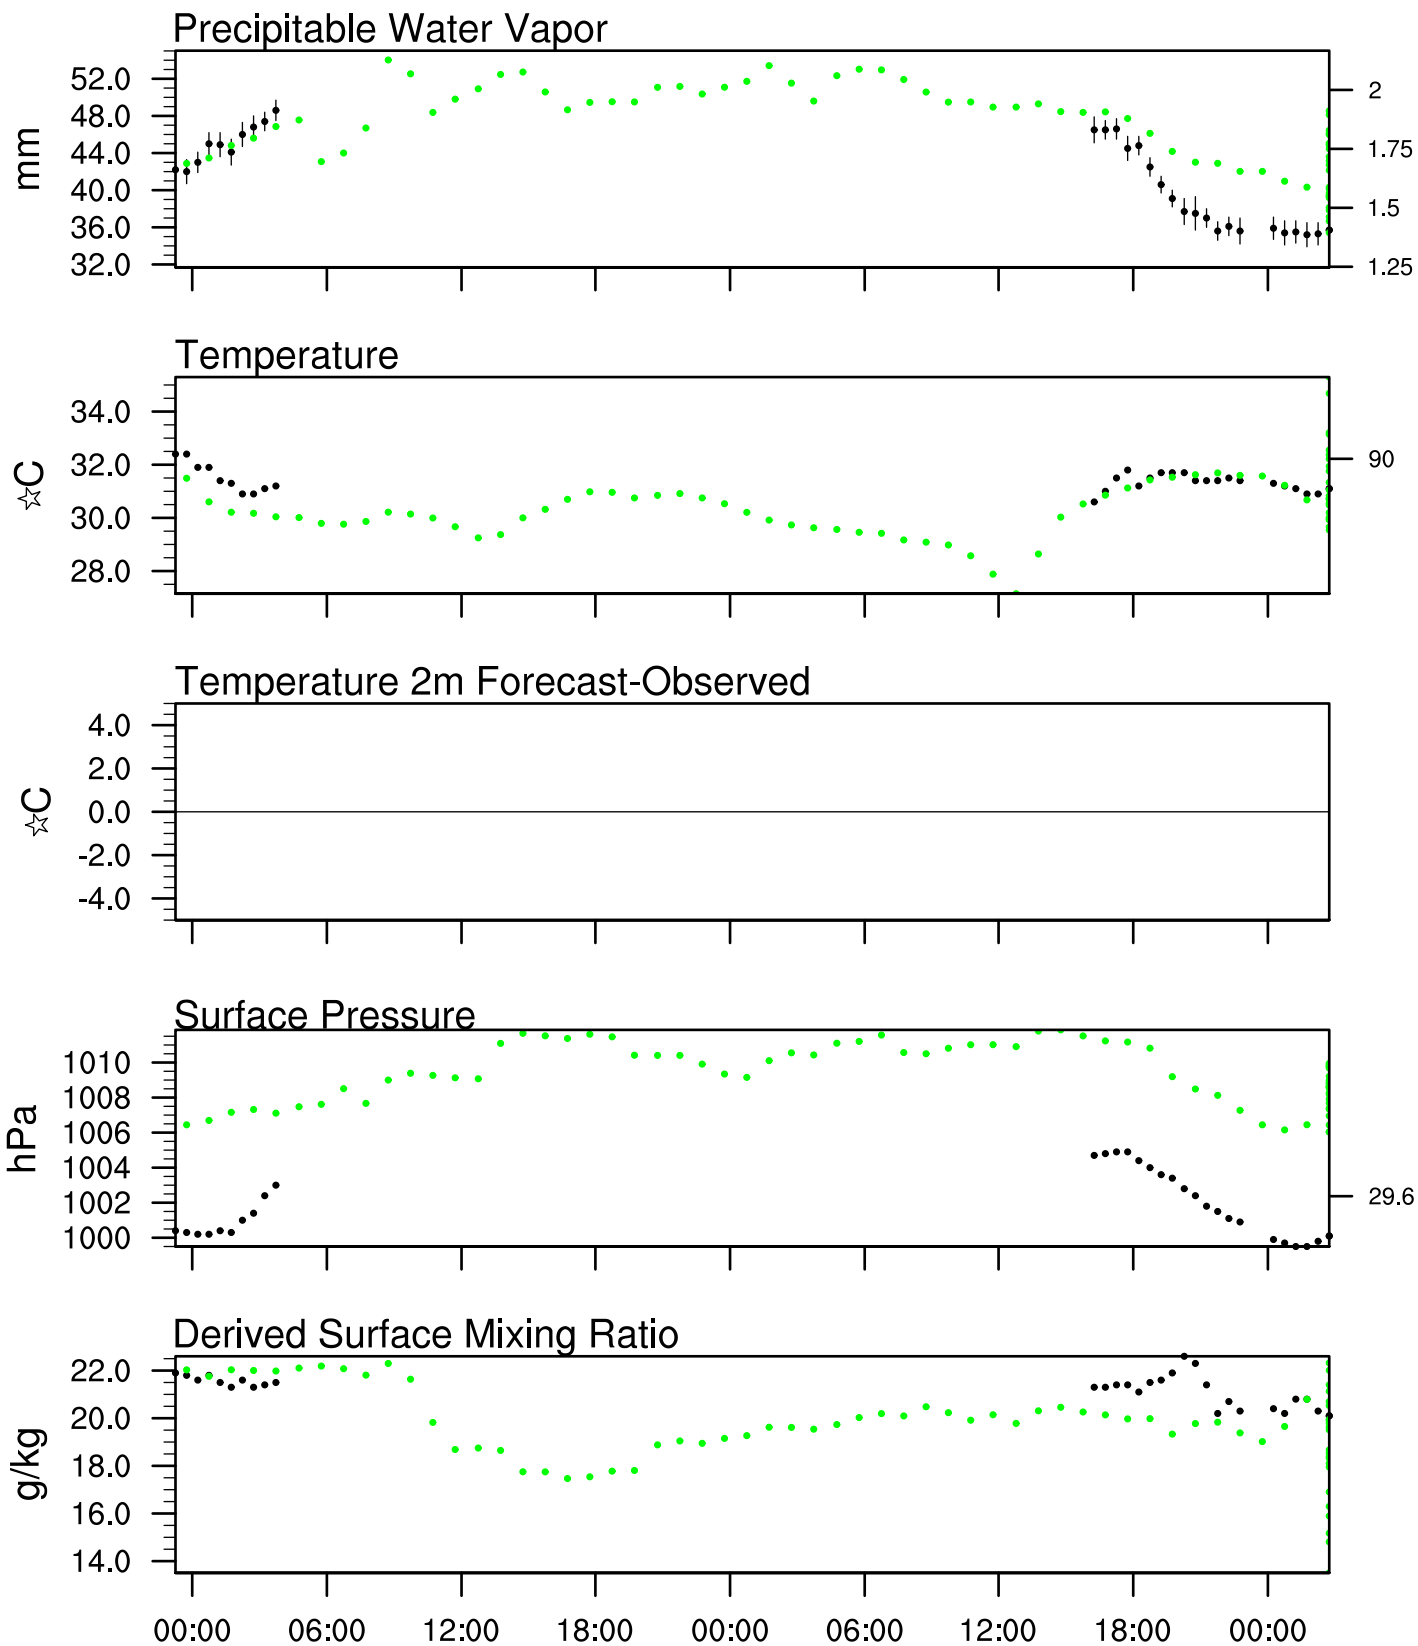 Precipitable Water Vapor
mm
52.0
48.0
44.0
40.0
36.0
32.0
2
1.75
1.5
1.25
Temperature
☆C
34.0
32.0
30.0
28.0
90
Temperature 2m Forecast-Observed
☆C
4.0
2.0
0.0
-2.0
-4.0
Surface Pressure
hPa
1010
1008
1006
1004
1002
1000
29.6
Derived Surface Mixing Ratio
g/kg
22.0
20.0
18.0
16.0
14.0
00:00 06:00 12:00 18:00 00:00 06:00 12:00 18:00 00:00